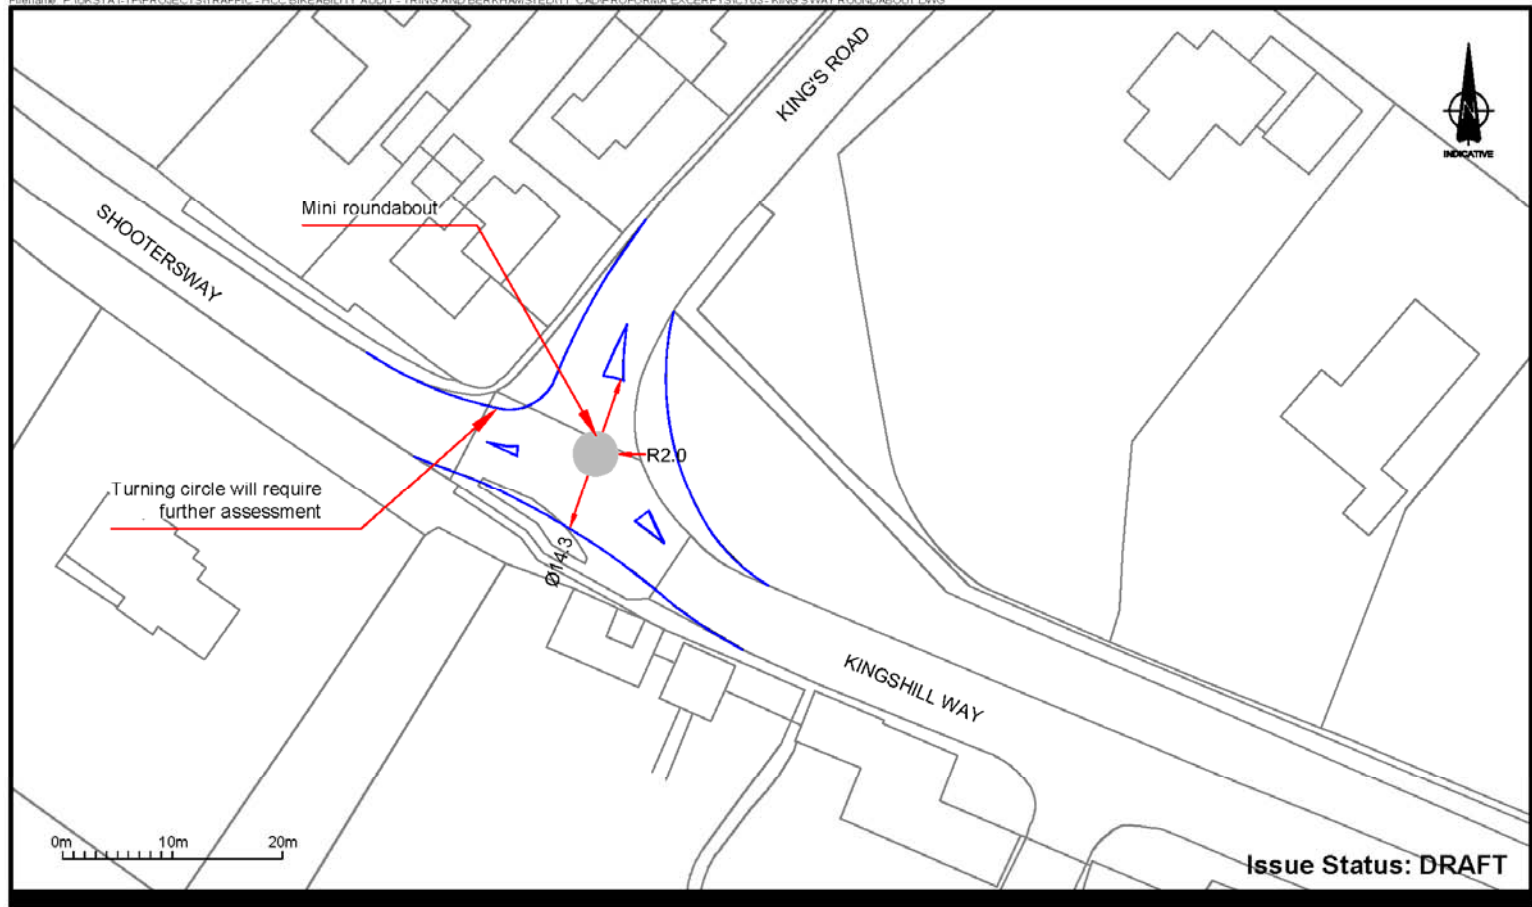 KING'S ROAD
N
INDICATIVE
Mini roundabout
SHOOTERSWAY
R2.0
Turning circle will require
further assessment
Ø14.3
KINGSHILL WAY
0m 10m 20m
Issue Status: DRAFT